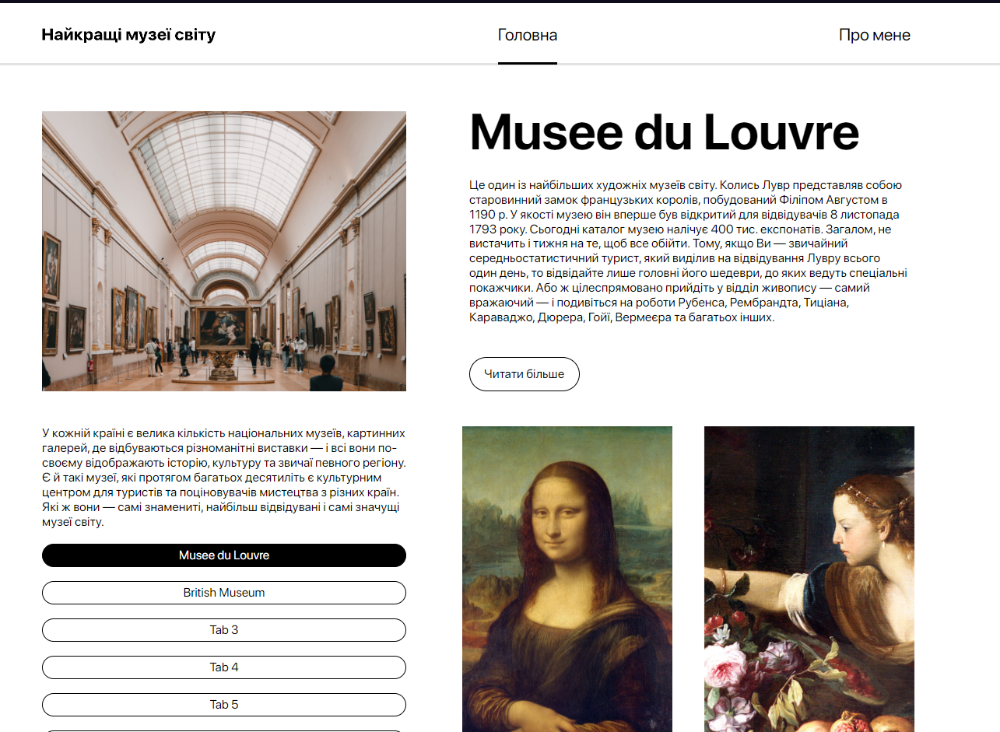 Найкращі музеї світу
Головна
Про мене
Musee du Louvre
Це один із найбільших художніх музеїв світу. Колись Лувр представляв собою
старовинний замок французьких королів, побудований Філіпом Августом в
1190 р. У якості музею він вперше був відкритий для відвідувачів 8 листопада
1793 року. Сьогодні каталог музею налічує 400 тис. експонатів. Загалом, не
вистачить і тижня на те, щоб все обійти. Тому, якщо Ви — звичайний
середньостатистичний турист, який виділив на відвідування Лувру всього
один день, то відвідайте лише головні його шедеври, до яких ведуть спеціальні
покажчики. Або ж цілеспрямовано прийдіть у відділ живопису — самий
вражаючий — і подивіться на роботи Рубенса, Рембрандта, Тиціана,
Караваджо, Дюрера, Гойї, Вермеєра та багатьох інших.
Читати більше
У кожній країні є велика кількість національних музеїв, картинних
галерей, де відбуваються різноманітні виставки — і всі вони по-
своєму відображають історію, культуру та звичаї певного регіону.
Є й такі музеї, які протягом багатьох десятиліть є культурним
центром для туристів та поціновувачів мистецтва з різних країн.
Які ж вони — самі знамениті, найбільш відвідувані і самі значущі
музеї світу.
Musee du Louvre
British Museum
Tab 3
Tab 4
Tab 5